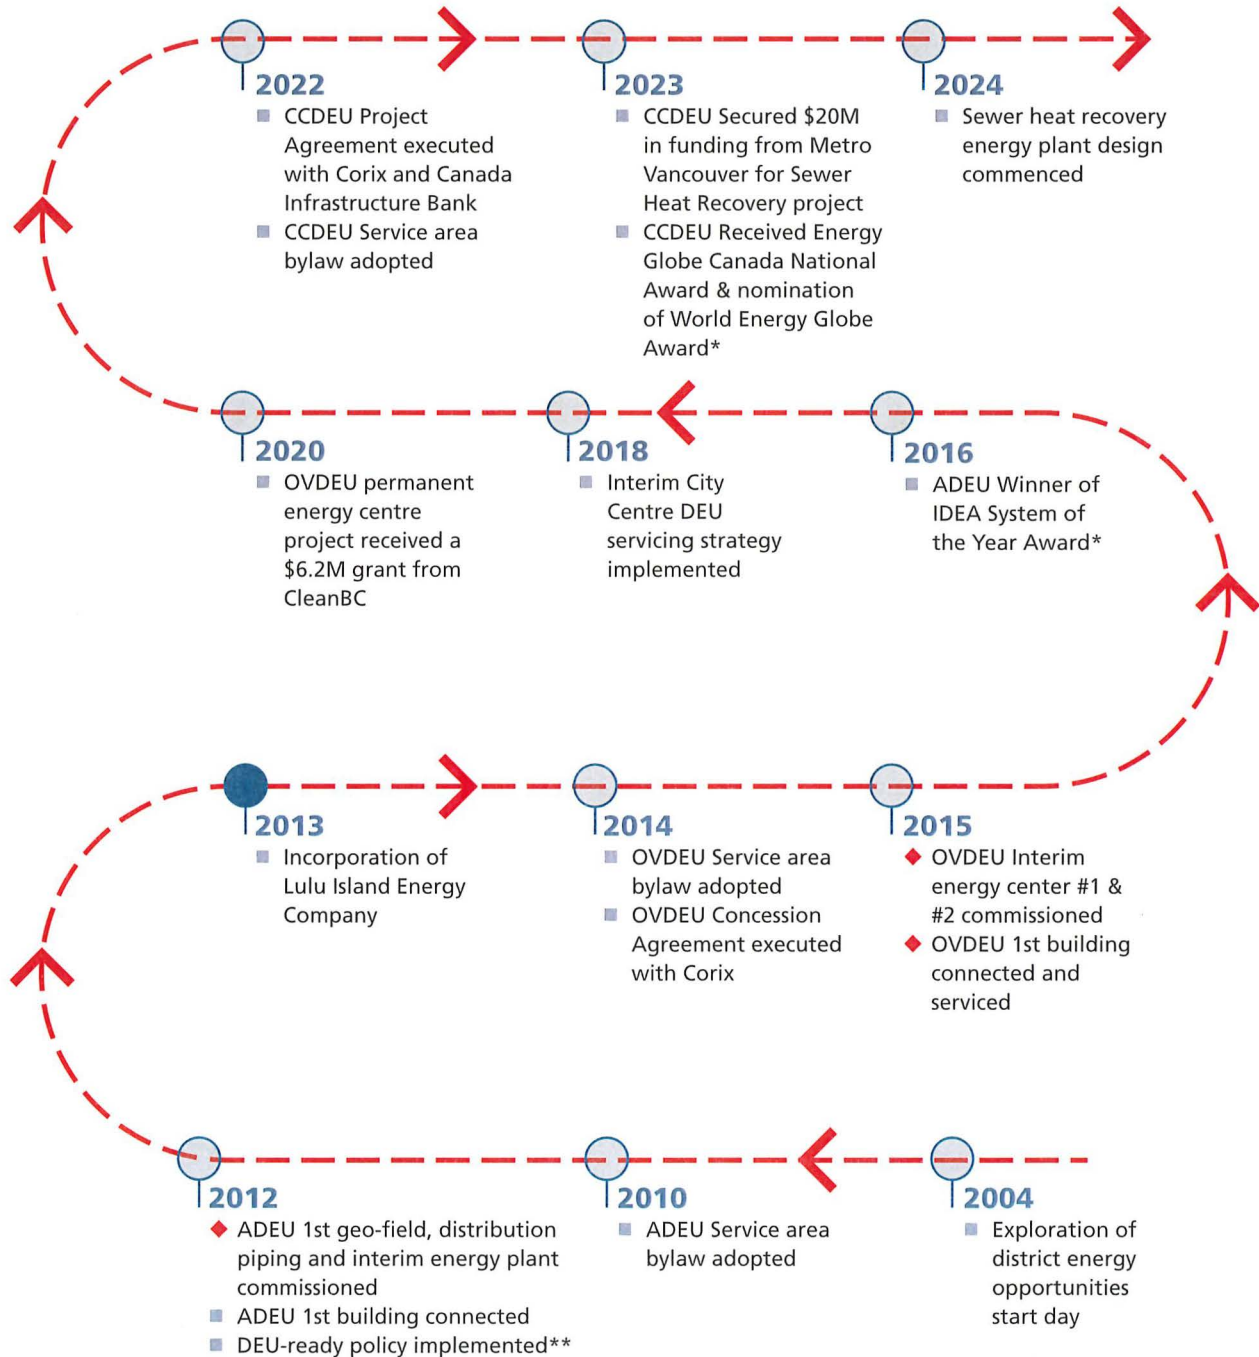 2022
CCDEU Project
Agreement executed
with Corix and Canada
Infrastructure Bank
CCDEU Service area
bylaw adopted
2023
CCDEU Secured $20M
in funding from Metro
Vancouver for Sewer
Heat Recovery project
CCDEU Received Energy
Globe Canada National
Award & nomination
of World Energy Globe
Award*
2024
Sewer heat recovery
energy plant design
commenced
2020
OVDEU permanent
energy centre
project received a
$6.2M grant from
CleanBC
2018
Interim City
Centre DEU
servicing strategy
implemented
2016
ADEU Winner of
IDEA System of
the Year Award*
2013
Incorporation of
Lulu Island Energy
Company
2014
OVDEU Service area
bylaw adopted
OVDEU Concession
Agreement executed
with Corix
2015
OVDEU Interim
energy center #1 &
#2 commissioned
OVDEU 1st building
connected and
serviced
2012
ADEU 1st geo-field, distribution
piping and interim energy plant
commissioned
ADEU 1st building connected
DEU-ready policy implemented**
2010
ADEU Service area
bylaw adopted
2004
Exploration of
district energy
opportunities
start day